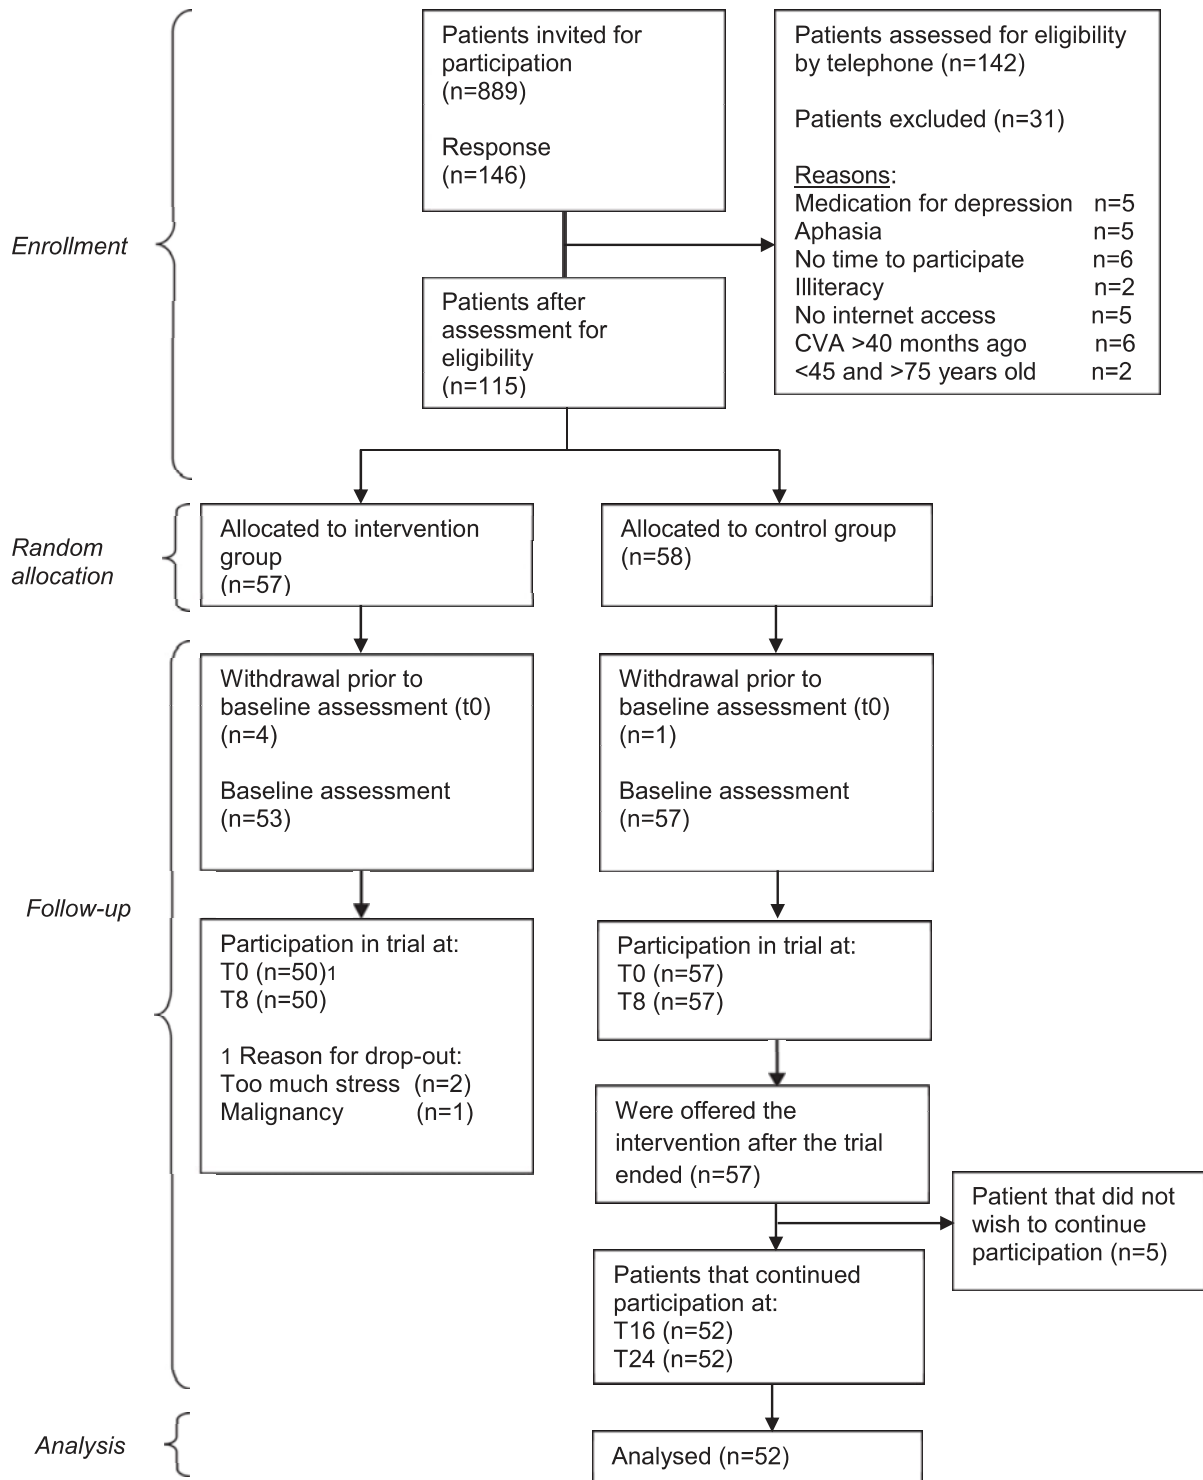 Patients invited for
participation
(n=889)
Response
(n=146)
Patients assessed for eligibility
by telephone (n=142)
Patients excluded (n=31)
Reasons:
Medication for depression n=5
Aphasia n=5
No time to participate n=6
Illiteracy n=2
No internet access n=5
CVA >40 months ago n=6
<45 and >75 years old n=2
Enrollment
Patients after
assessment for
eligibility
(n=115)
Random
allocation
Allocated to intervention
group
(n=57)
Allocated to control group
(n=58)
Follow-up
Withdrawal prior to
baseline assessment (t0)
(n=4)
Baseline assessment
(n=53)
Withdrawal prior to
baseline assessment (t0)
(n=1)
Baseline assessment
(n=57)
Participation in trial at:
T0 (n=50)1
T8 (n=50)
1 Reason for drop-out:
Too much stress (n=2)
Malignancy (n=1)
Participation in trial at:
T0 (n=57)
T8 (n=57)
Were offered the
intervention after the trial
ended (n=57)
Patient that did not
wish to continue
participation (n=5)
Patients that continued
participation at:
T16 (n=52)
T24 (n=52)
Analysis
Analysed (n=52)